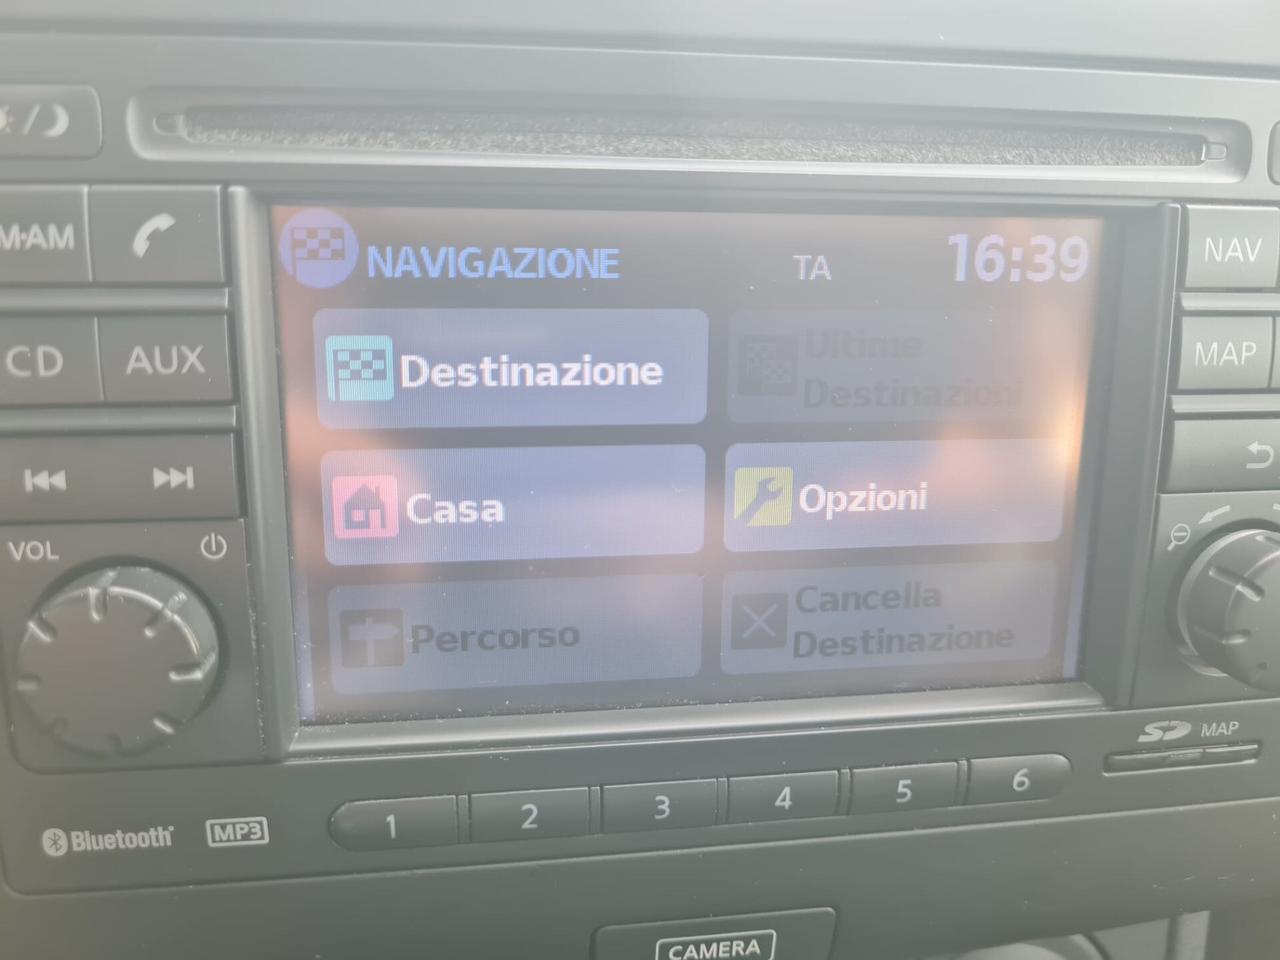 M·AM
CD
AUX
VOL
NAVIGAZIONE
TA
16:39
Destinazione
Ultime
Destinazioni
Casa
Opzioni
Percorso
Cancella
Destinazione
NAV
MAP
SD MAP
1 2 3 4 5 6
Bluetooth
MP3
CAMERA